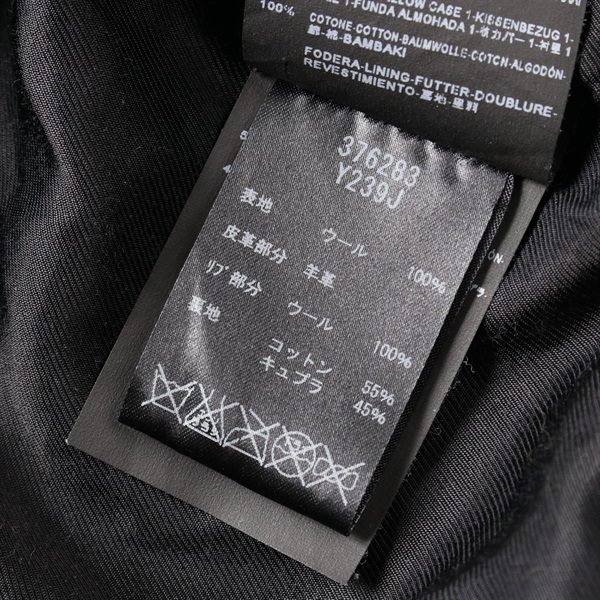 LOW CASE 1-KISSENBEZUG 1-
1-FUNDA ALMOHADA 1-枕カバー 1-
100%
COTONE-COTTON-BAUMWOLLE-COTCN-ALGODÓN-
綿-棉-BAMBAKI
FODERA-LINING-FUTTER-DOUBLURE-
REVESTIMIENTO-裏地-里料
376283
Y239J
表地 ウール 100%
皮革部分 羊革
リブ部分 ウール 100%
裏地 コットン 55%
キュプラ 45%